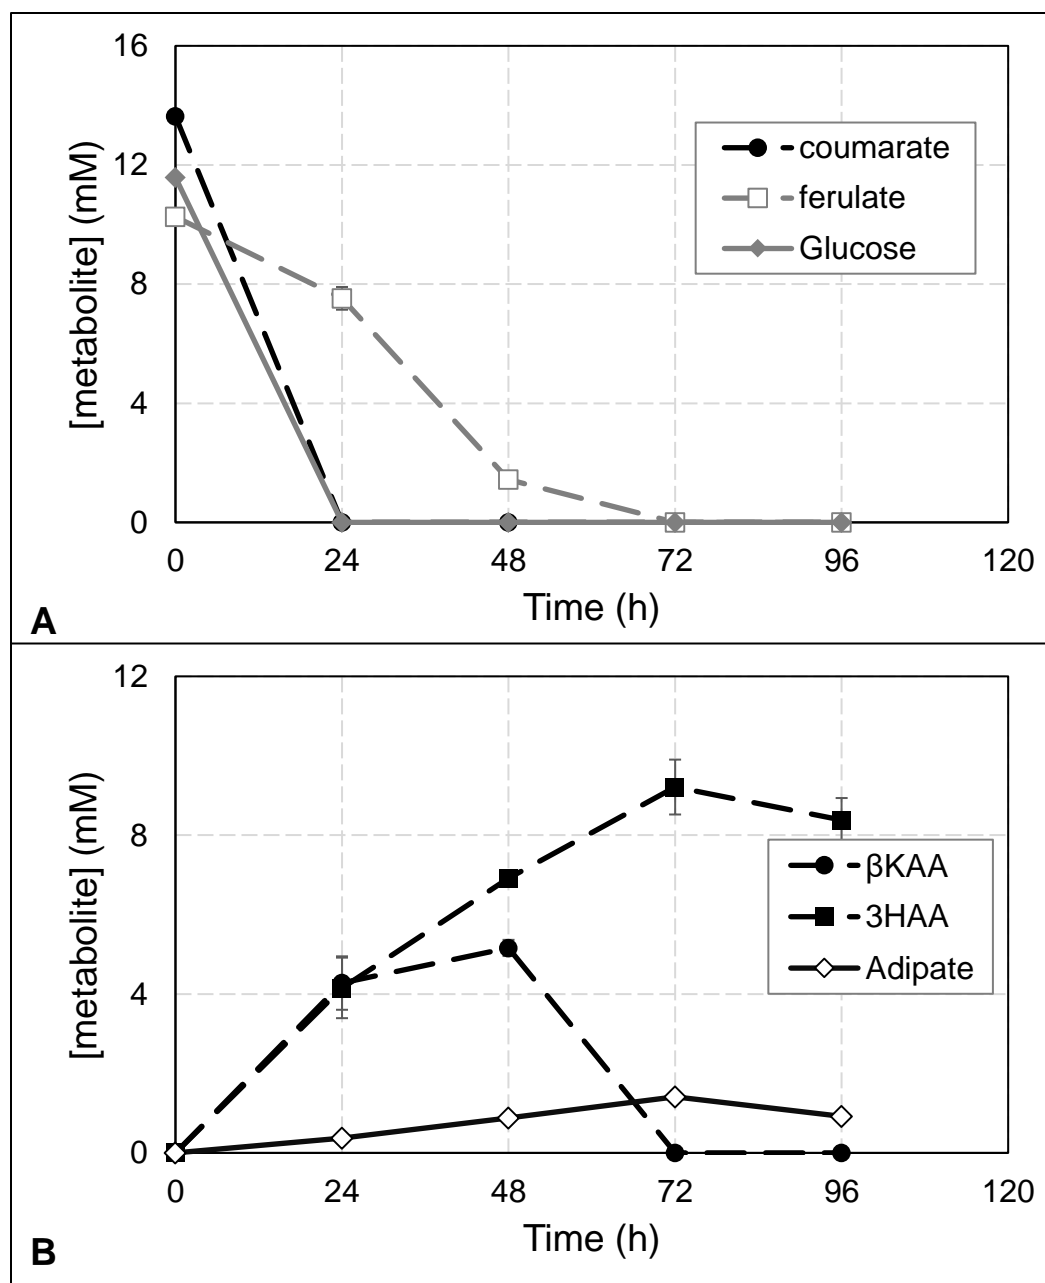 16
12
8
4
0
[metabolite] (mM)
coumarate
ferulate
Glucose
0 24 48 72 96 120
Time (h)
A
12
8
4
0
[metabolite] (mM)
βKAA
3HAA
Adipate
0 24 48 72 96 120
Time (h)
B